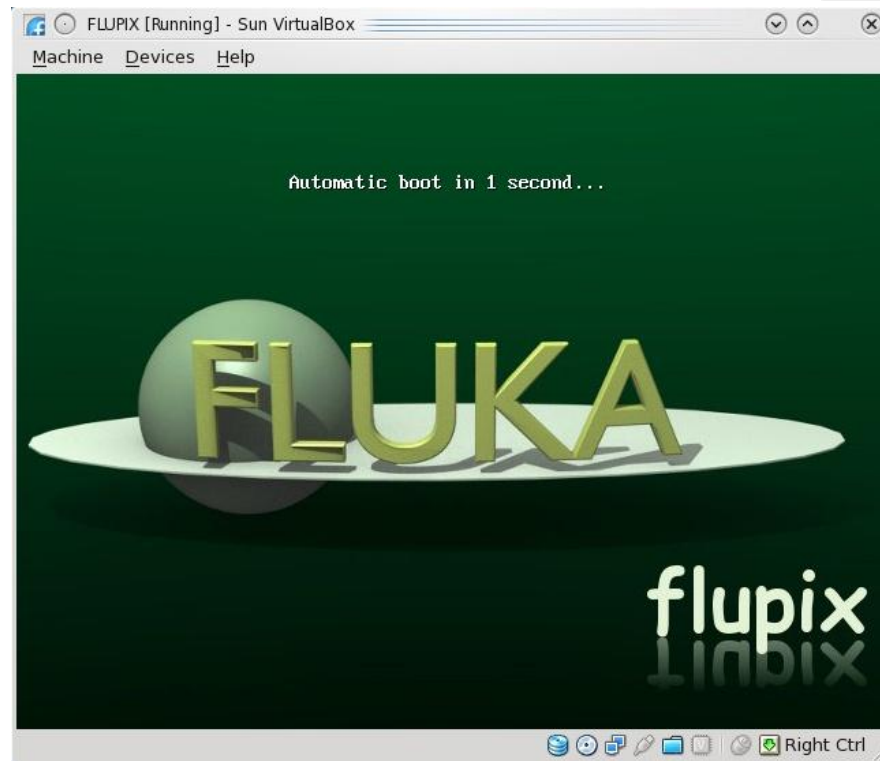 FLUPIX [Running] - Sun VirtualBox
Machine Devices Help
Automatic boot in 1 second...
FLUKA
flupix
Right Ctrl